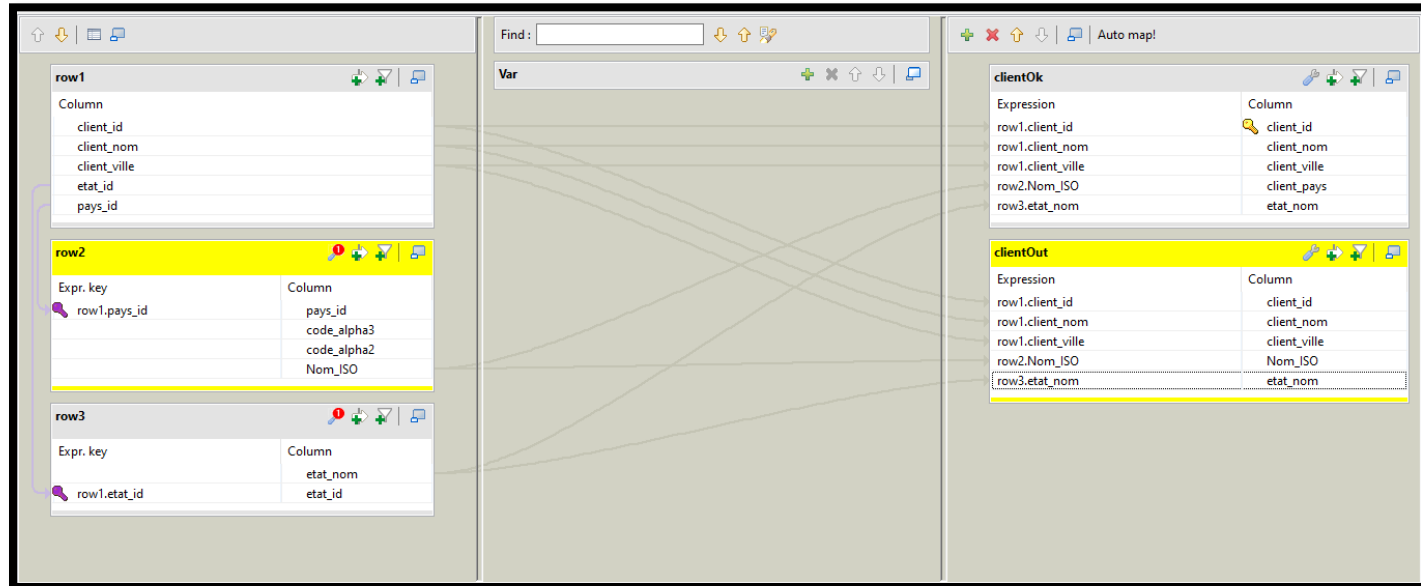 Find :
Auto map!
row1
Column
client_id
client_nom
client_ville
etat_id
pays_id
row2
Expr. key Column
row1.pays_id pays_id
code_alpha3
code_alpha2
Nom_ISO
row3
Expr. key Column
etat_nom
row1.etat_id etat_id
Var
clientOk
Expression Column
row1.client_id client_id
row1.client_nom client_nom
row1.client_ville client_ville
row2.Nom_ISO client_pays
row3.etat_nom etat_nom
clientOut
Expression Column
row1.client_id client_id
row1.client_nom client_nom
row1.client_ville client_ville
row2.Nom_ISO Nom_ISO
row3.etat_nom etat_nom